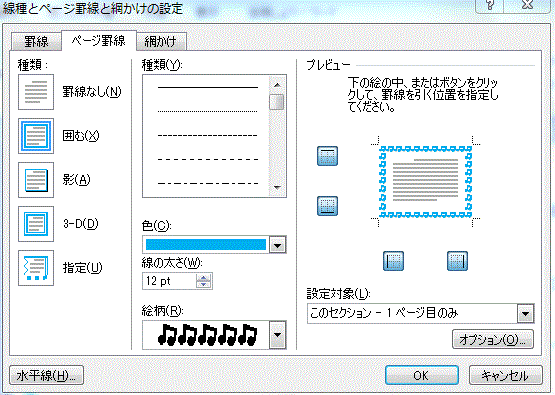 線種とページ罫線と網かけの設定
罫線 ページ罫線 網かけ
種類:
罫線なし(N)
囲む(X)
影(A)
3-D(D)
指定(U)
種類(Y):
色(C):
線の太さ(W):
12 pt
絵柄(R):
プレビュー
下の絵の中、またはボタンをクリッ
クして、罫線を引く位置を指定し
てください。
設定対象(L):
このセクション - 1 ページ目のみ
オプション(O)...
水平線(H)...
OK
キャンセル